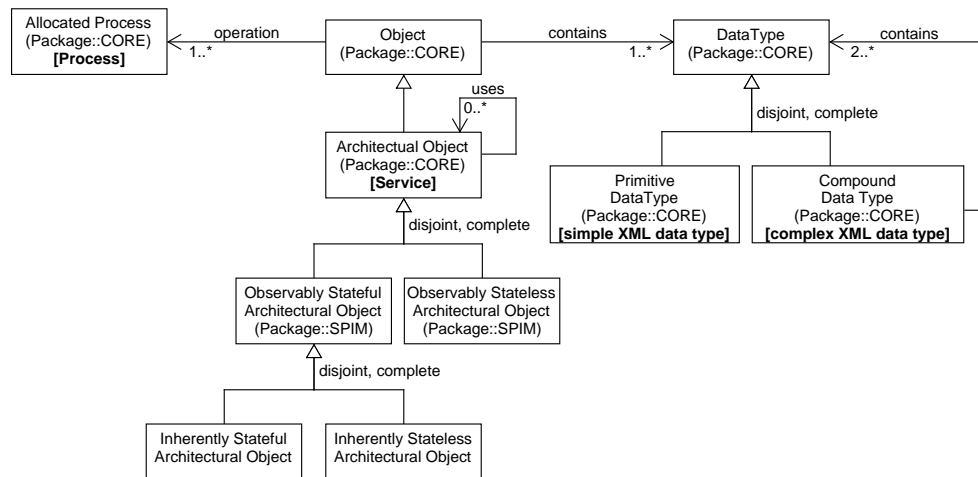 Allocated Process
(Package::CORE)
[Process]
operation
1..*
Object
(Package::CORE)
contains
1..*
DataType
(Package::CORE)
contains
2..*
uses
0..*
disjoint, complete
Architectual Object
(Package::CORE)
[Service]
Primitive
DataType
(Package::CORE)
[simple XML data type]
Compound
Data Type
(Package::CORE)
[complex XML data type]
disjoint, complete
Observably Stateful
Architectural Object
(Package::SPIM)
Observably Stateless
Architectural Object
(Package::SPIM)
disjoint, complete
Inherently Stateful
Architectural Object
Inherently Stateless
Architectural Object